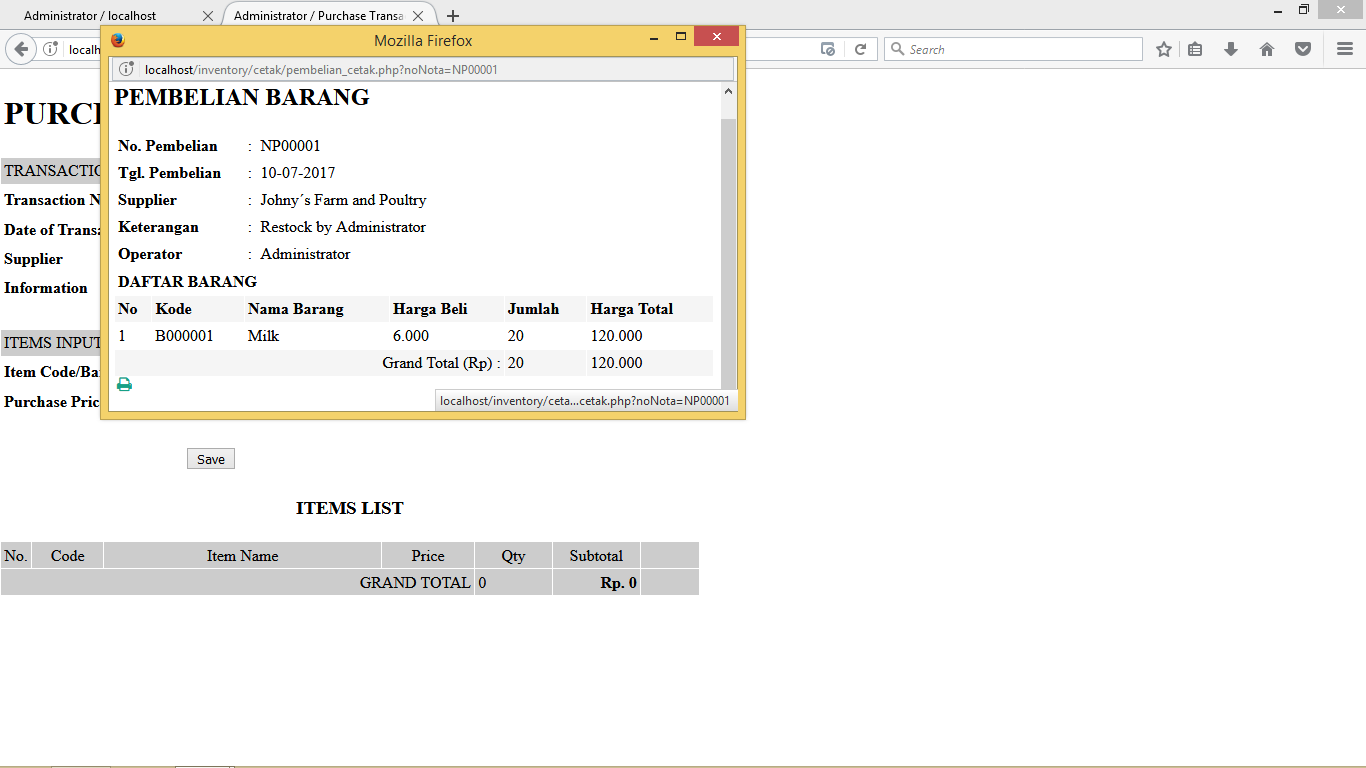 Administrator / localhost
Administrator / Purchase Transa
Mozilla Firefox
localh
Search
localhost/inventory/cetak/pembelian_cetak.php?noNota=NP00001
PEMBELIAN BARANG
No. Pembelian : NP00001
Tgl. Pembelian : 10-07-2017
Supplier : Johny´s Farm and Poultry
Keterangan : Restock by Administrator
Operator : Administrator
DAFTAR BARANG
No Kode Nama Barang Harga Beli Jumlah Harga Total
1 B000001 Milk 6.000 20 120.000
Grand Total (Rp) : 20 120.000
localhost/inventory/ceta...cetak.php?noNota=NP00001
PURCH
TRANSACTIO
Transaction N
Date of Transa
Supplier
Information
ITEMS INPUT
Item Code/Ba
Purchase Pric
Save
ITEMS LIST
No. Code Item Name Price Qty Subtotal
GRAND TOTAL 0 Rp. 0